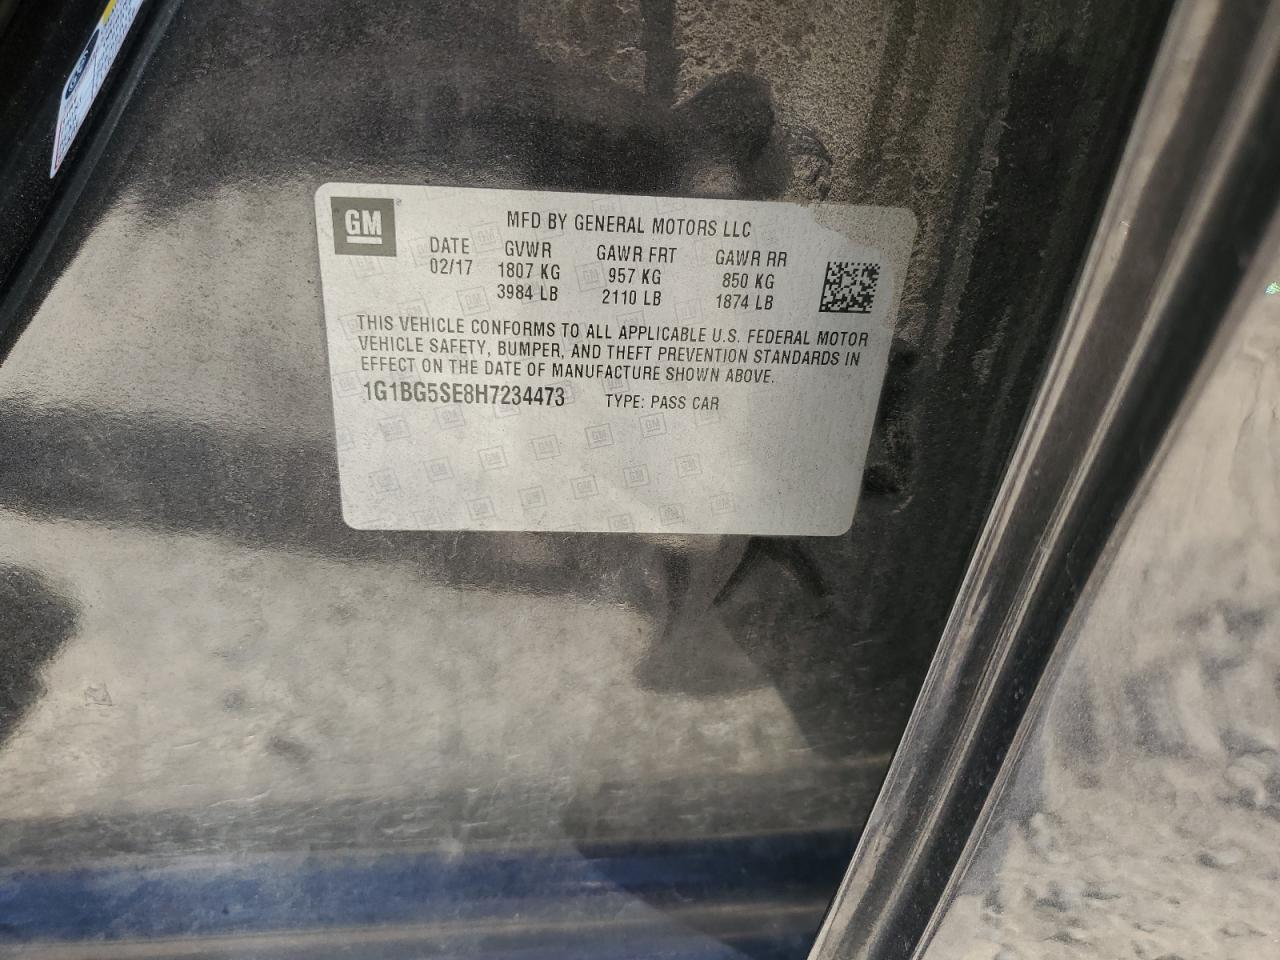 GM
MFD BY GENERAL MOTORS LLC
DATE GVWR GAWR FRT GAWR RR
02/17 1807 KG 957 KG 850 KG
3984 LB 2110 LB 1874 LB
THIS VEHICLE CONFORMS TO ALL APPLICABLE U.S. FEDERAL MOTOR
VEHICLE SAFETY, BUMPER, AND THEFT PREVENTION STANDARDS IN
EFFECT ON THE DATE OF MANUFACTURE SHOWN ABOVE.
1G1BG5SE8H7234473 TYPE: PASS CAR